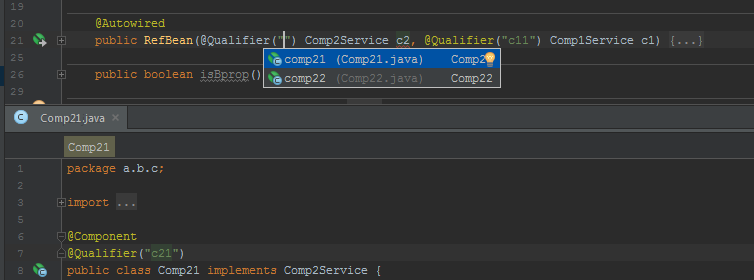 19
20 @Autowired
21 public RefBean(@Qualifier("") Comp2Service c2, @Qualifier("c11") Comp1Service c1) {...}
25 comp21 (Comp21.java) Comp2
26 public boolean isBprop()
comp22 (Comp22.java) Comp22
29
C Comp21.java ×
Comp21
1 package a.b.c;
2
3 import ...
5
6 @Component
7 @Qualifier("c21")
8 public class Comp21 implements Comp2Service {